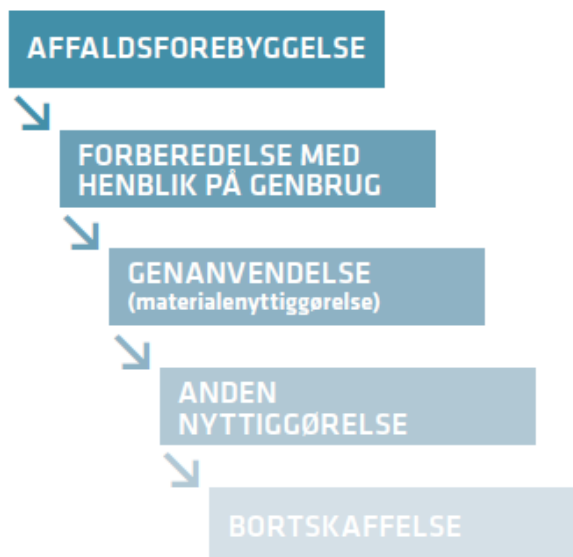 AFFALDSFOREBYGGELSE
FORBEREDELSE MED
HENBLIK PÅ GENBRUG
GENANVENDELSE
(materialenyttiggørelse)
ANDEN
NYTTIGGØRELSE
BORTSKAFFELSE